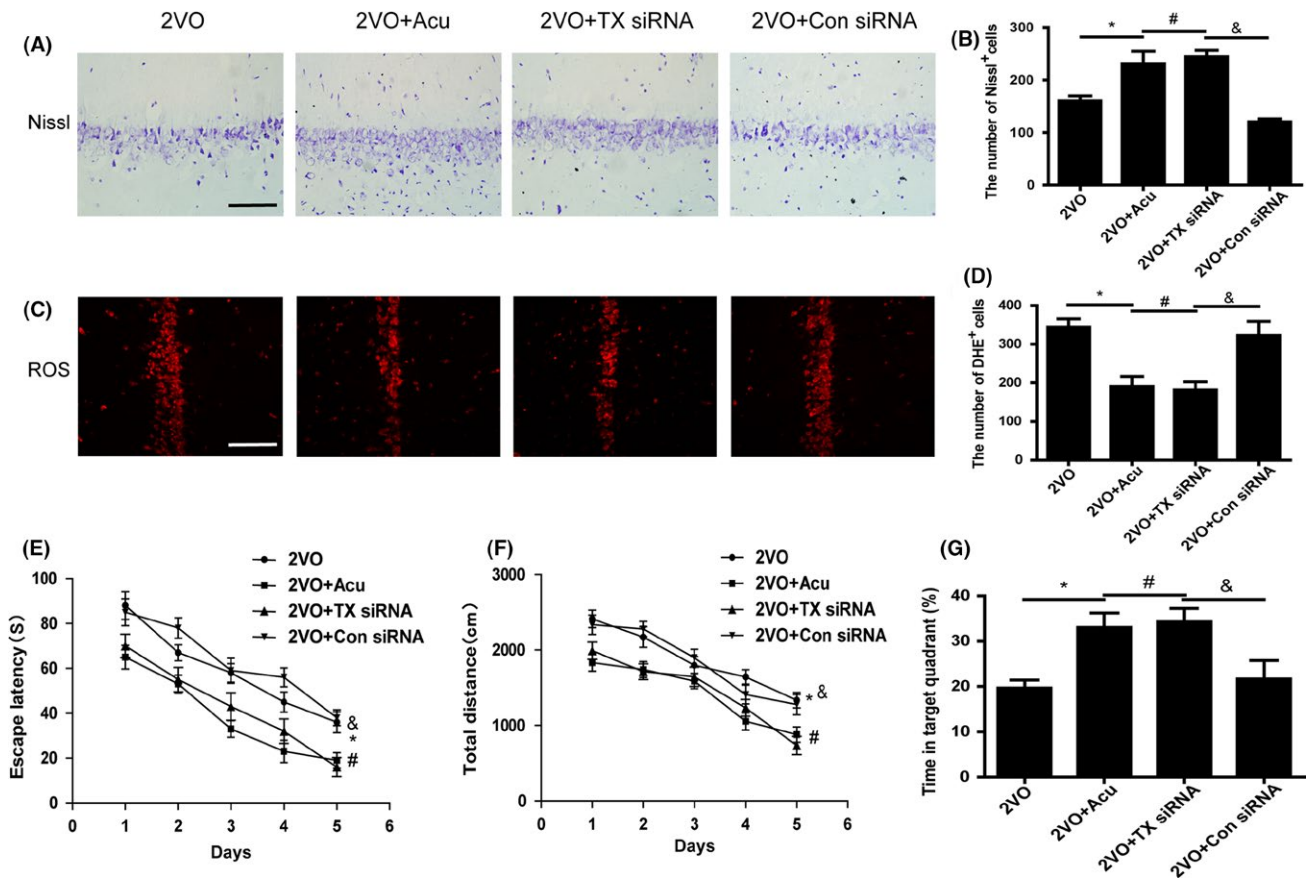 2VO 2VO+Acu 2VO+TX siRNA 2VO+Con siRNA
(A)
Nissl
(B)
The number of Nissl+cells
300
200
100
0
* # &
2VO
2VO+Acu
2VO+TX siRNA
2VO+Con siRNA
(C)
ROS
(D)
The number of DHE+ cells
400
300
200
100
0
* # &
2VO
2VO+Acu
2VO+TX siRNA
2VO+Con siRNA
(E)
2VO
2VO+Acu
2VO+TX siRNA
2VO+Con siRNA
Escape latency (S)
100
80
60
40
20
0
&
*
#
0 1 2 3 4 5 6
Days
(F)
2VO
2VO+Acu
2VO+TX siRNA
2VO+Con siRNA
Total distance(cm)
3000
2000
1000
0
* &
#
0 1 2 3 4 5 6
Days
(G)
Time in target quadrant (%)
40
30
20
10
0
* # &
2VO
2VO+Acu
2VO+TX siRNA
2VO+Con siRNA